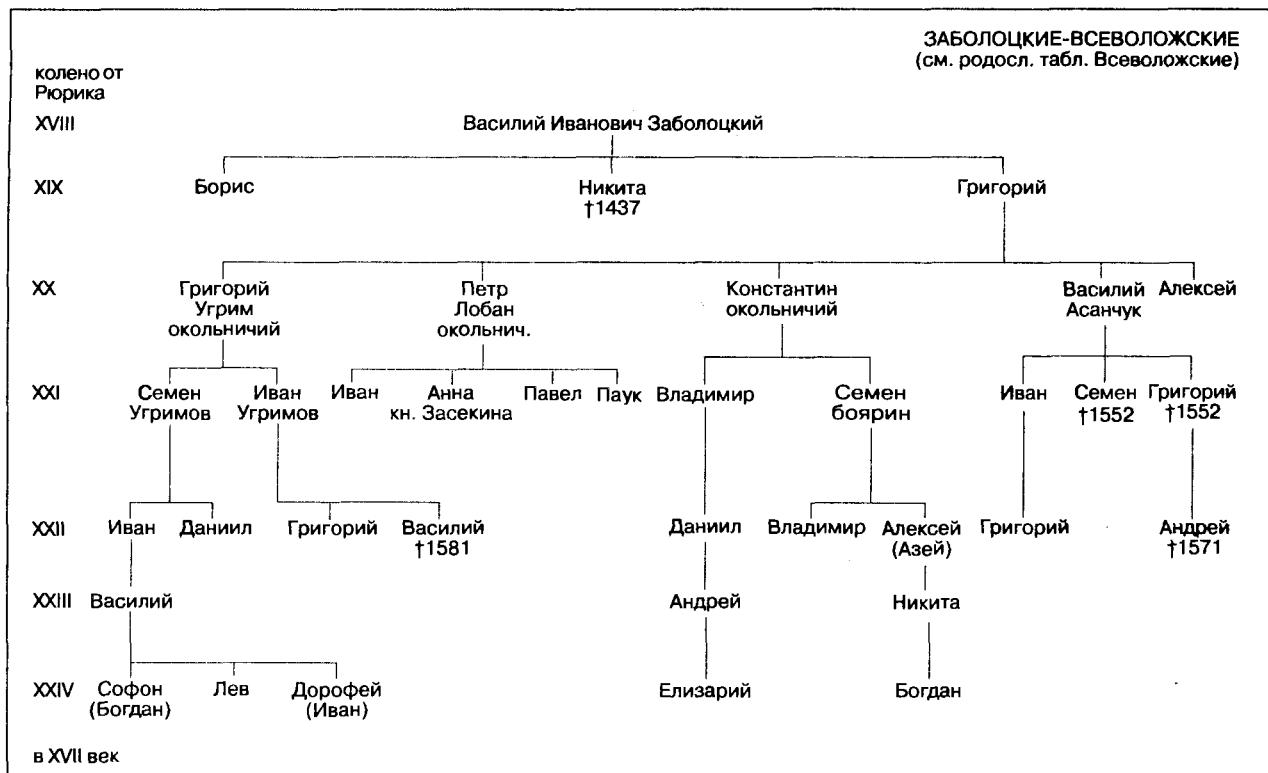 ЗАБОЛОЦКИЕ-ВСЕВОЛОЖСКИЕ
(см. родосл. табл. Всеволожские)
колено от
Рюрика
XVIII Василий Иванович Заболоцкий
XIX Борис Никита Григорий
†1437
XX Григорий Петр Константин Василий Алексей
Угрим Лобан окольничий Асанчук
окольничий окольнич.
XXI Семен Иван Иван Анна Павел Паук Владимир Семен Иван Семен Григорий
Угримов Угримов кн. Засекина боярин †1552 †1552
XXII Иван Даниил Григорий Василий Даниил Владимир Алексей Григорий Андрей
†1581 (Азей) †1571
XXIII Василий Андрей Никита
XXIV Софон Лев Дорофей Елизарий Богдан
(Богдан) (Иван)
в XVII век